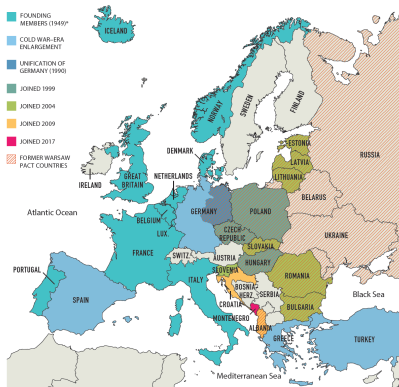 FOUNDING
MEMBERS (1949)*
COLD WAR–ERA
ENLARGEMENT
UNIFICATION OF
GERMANY (1990)
JOINED 1999
JOINED 2004
JOINED 2009
JOINED 2017
FORMER WARSAW
PACT COUNTRIES
ICELAND
NORWAY
SWEDEN
FINLAND
ESTONIA
LATVIA
LITHUANIA
RUSSIA
DENMARK
NETHERLANDS
IRELAND
GREAT
BRITAIN
BELARUS
Atlantic Ocean
BELGIUM
LUX.
GERMANY
POLAND
UKRAINE
CZECH
REPUBLIC
SLOVAKIA
FRANCE
SWITZ.
AUSTRIA
HUNGARY
SLOVENIA
ROMANIA
PORTUGAL
SPAIN
ITALY
CROATIA
BOSNIA
HERZ.
SERBIA
Black Sea
MONTENEGRO
BULGARIA
ALBANIA
GREECE
TURKEY
Mediterranean Sea